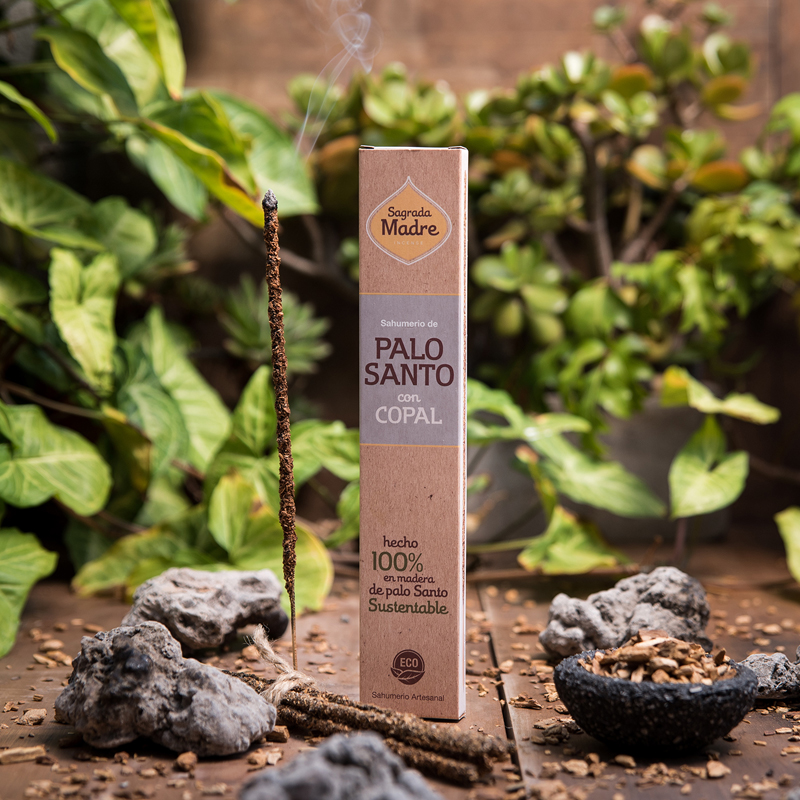 Sagrada
Madre
INCENSE
Sahumerio de
PALO
SANTO
con
COPAL
hecho
100%
en madera
de palo Santo
Sustentable
ECO
Sahumerio Artesanal